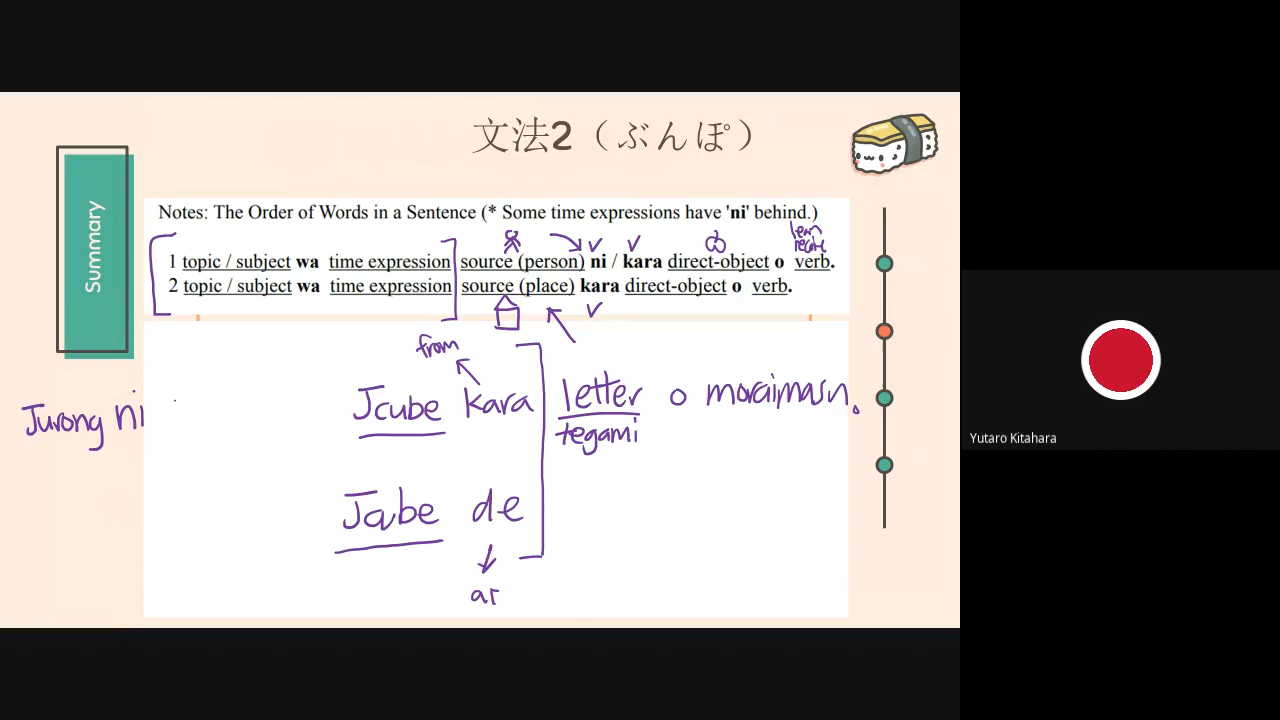 文法2（ぶんぽ）
Summary
Notes: The Order of Words in a Sentence (* Some time expressions have 'ni' behind.)
learn
receive
1 topic / subject wa time expression source (person) ni / kara direct-object o verb.
2 topic / subject wa time expression source (place) kara direct-object o verb.
from
Jcube kara letter o moraimasu.
Jurong ni
tegami
Jcube de
at
Yutaro Kitahara